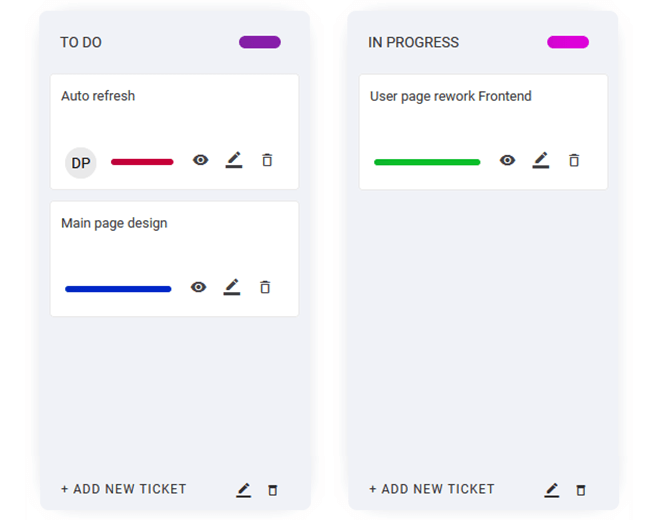 TO DO
Auto refresh
DP
Main page design
+ ADD NEW TICKET
IN PROGRESS
User page rework Frontend
+ ADD NEW TICKET